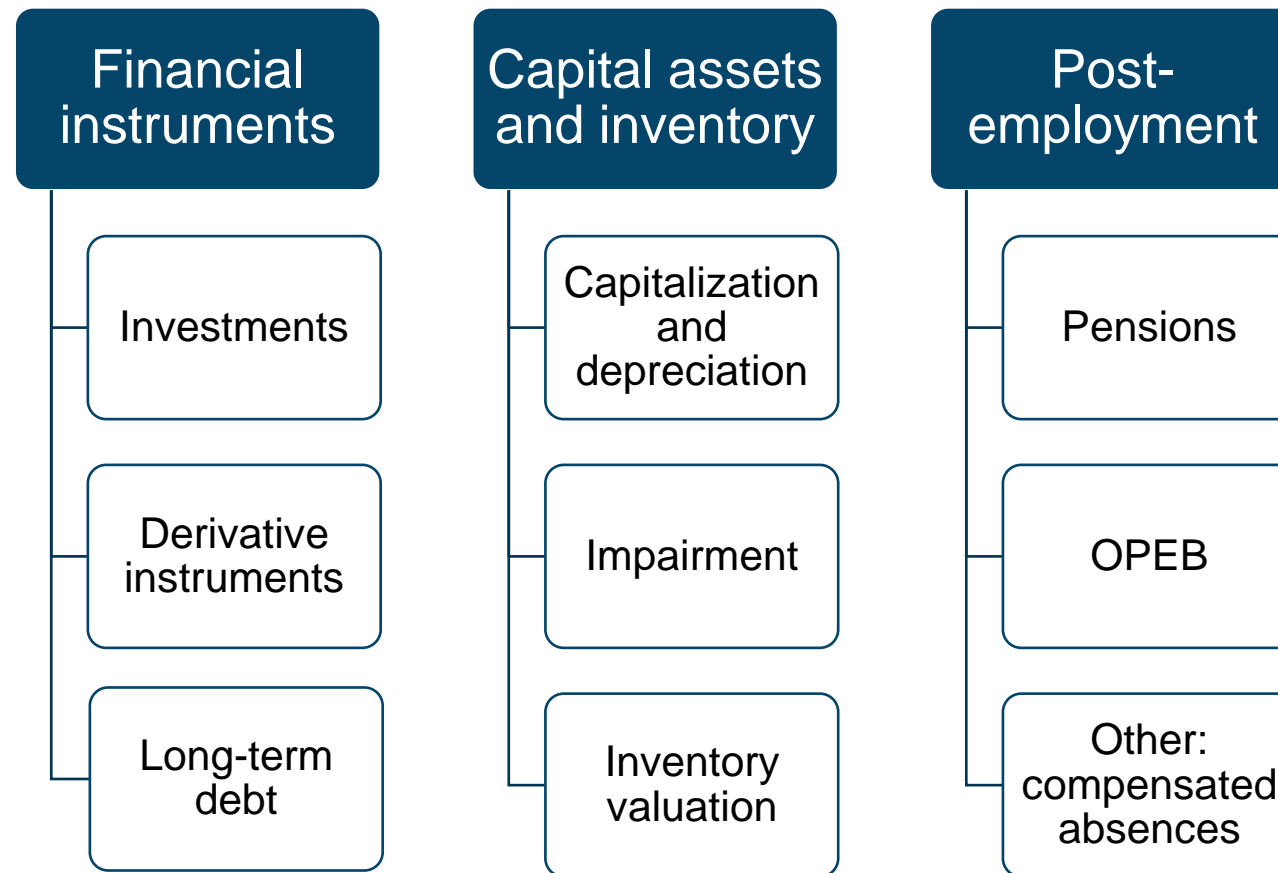 Financial
instruments
Investments
Derivative
instruments
Long-term
debt
Capital assets
and inventory
Capitalization
and
depreciation
Impairment
Inventory
valuation
Post-
employment
Pensions
OPEB
Other:
compensated
absences